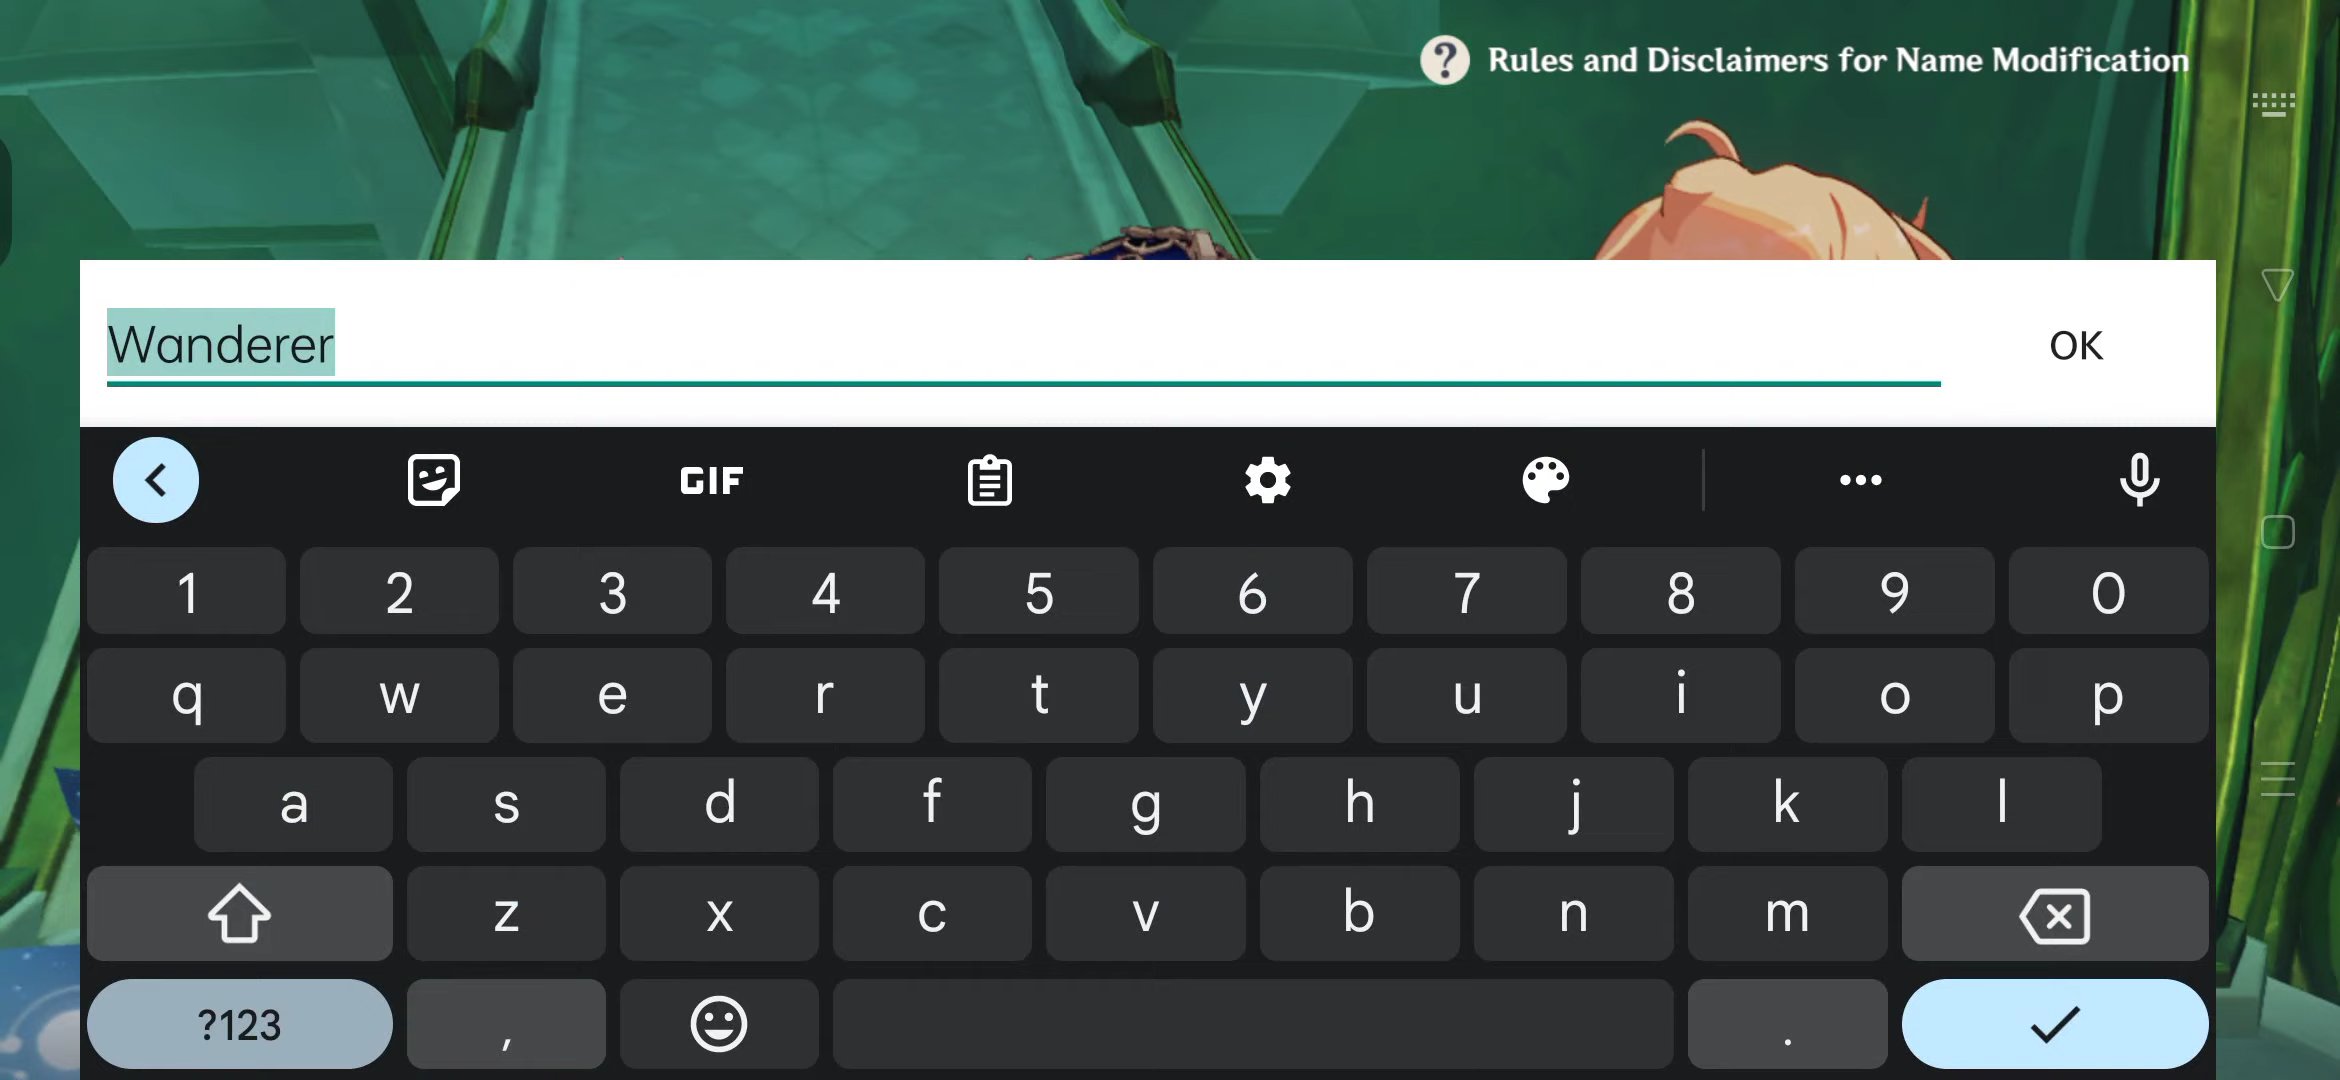 ? Rules and Disclaimers for Name Modification
Wanderer
OK
GIF
1 2 3 4 5 6 7 8 9 0
q w e r t y u i o p
a s d f g h j k l
z x c v b n m
?123 , .